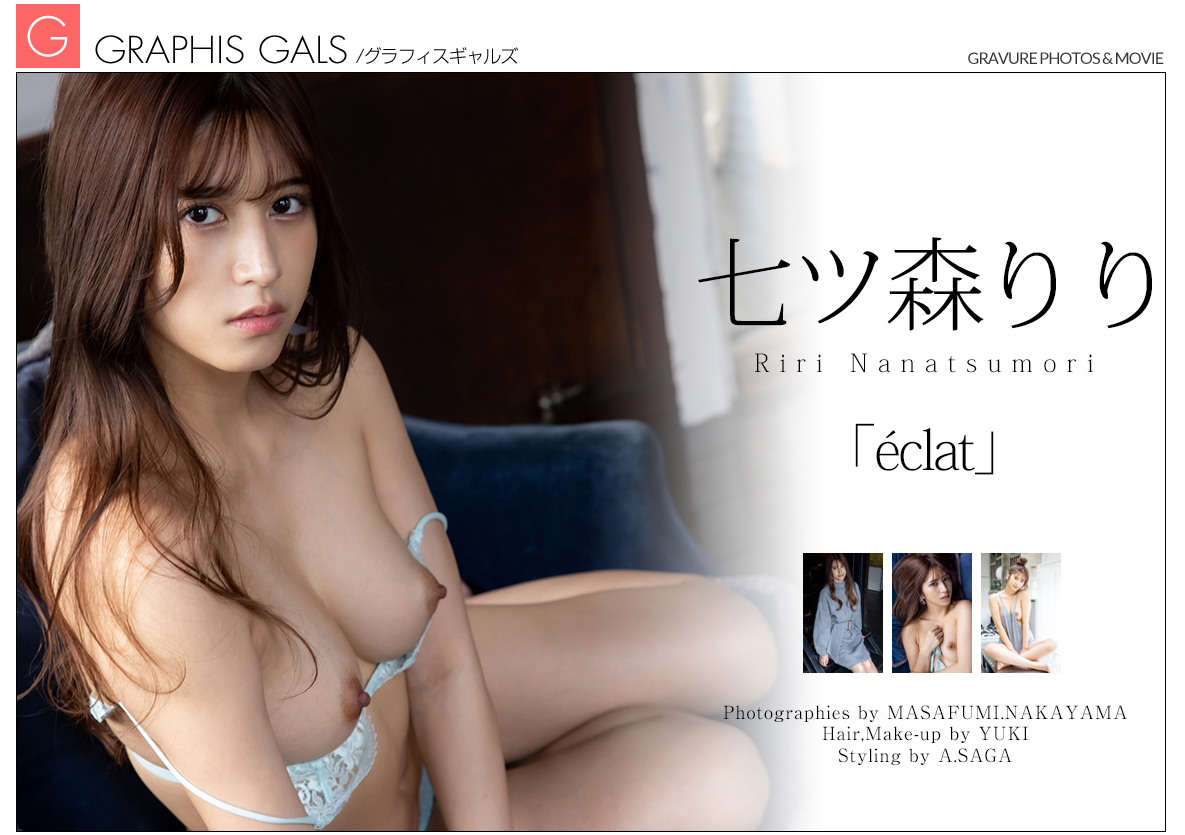 G
GRAPHIS GALS /グラフィスギャルズ
GRAVURE PHOTOS & MOVIE
七ツ森りり
Riri Nanatsumori
「éclat」
Photographies by MASAFUMI.NAKAYAMA
Hair,Make-up by YUKI
Styling by A.SAGA